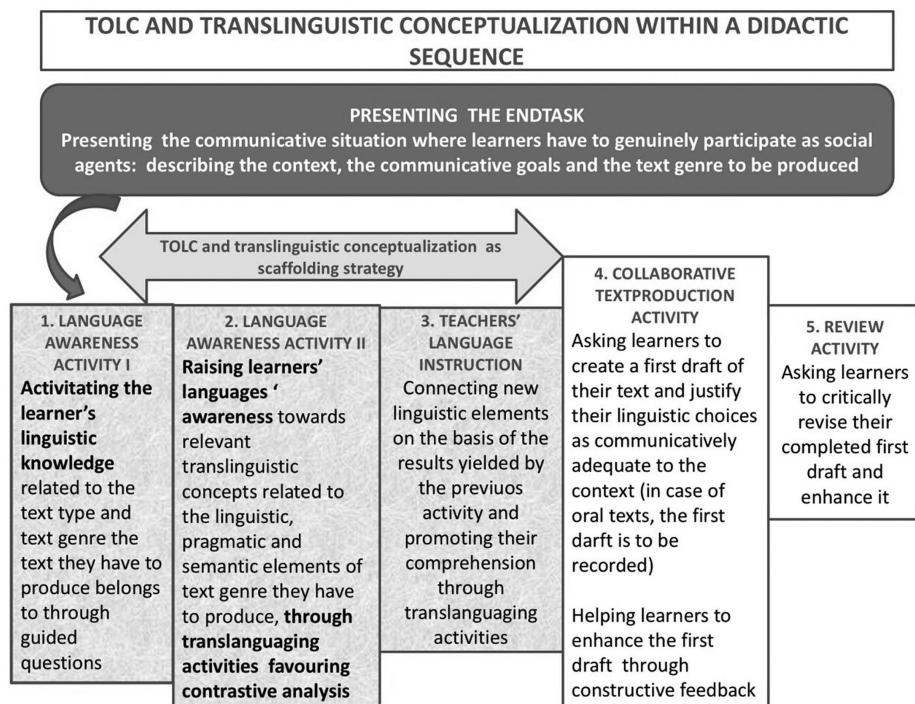 TOLC AND TRANSLINGUISTIC CONCEPTUALIZATION WITHIN A DIDACTIC
SEQUENCE
PRESENTING THE ENDTASK
Presenting the communicative situation where learners have to genuinely participate as social
agents: describing the context, the communicative goals and the text genre to be produced
TOLC and translinguistic conceptualization as
scaffolding strategy
1. LANGUAGE
AWARENESS
ACTIVITY I
Activitating the
learner's
linguistic
knowledge
related to the
text type and
text genre the
text they have to
produce belongs
to through
guided
questions
2. LANGUAGE
AWARENESS ACTIVITY II
Raising learners'
languages ‘
awareness towards
relevant
translinguistic
concepts related to
the linguistic,
pragmatic and
semantic elements of
text genre they have
to produce, through
translanguaging
activities favouring
contrastive analysis
3. TEACHERS'
LANGUAGE
INSTRUCTION
Connecting new
linguistic elements
on the basis of the
results yielded by
the previuos
activity and
promoting their
comprehension
through
translanguaging
activities
4. COLLABORATIVE
TEXTPRODUCTION
ACTIVITY
Asking learners to
create a first draft of
their text and justify
their linguistic choices
as communicatively
adequate to the
context (in case of
oral texts, the first
darft is to be
recorded)
Helping learners to
enhance the first
draft through
constructive feedback
5. REVIEW
ACTIVITY
Asking learners
to critically
revise their
completed first
draft and
enhance it